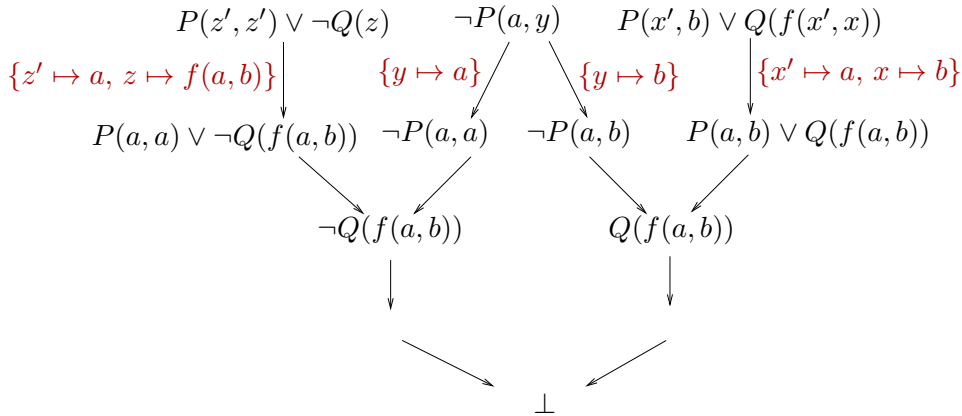 P(z′, z′) ∨ ¬Q(z) ¬P(a, y) P(x′, b) ∨ Q(f(x′, x))
{z′ ↦ a, z ↦ f(a, b)} {y ↦ a} {y ↦ b} {x′ ↦ a, x ↦ b}
P(a, a) ∨ ¬Q(f(a, b)) ¬P(a, a) ¬P(a, b) P(a, b) ∨ Q(f(a, b))
¬Q(f(a, b)) Q(f(a, b))
⊥